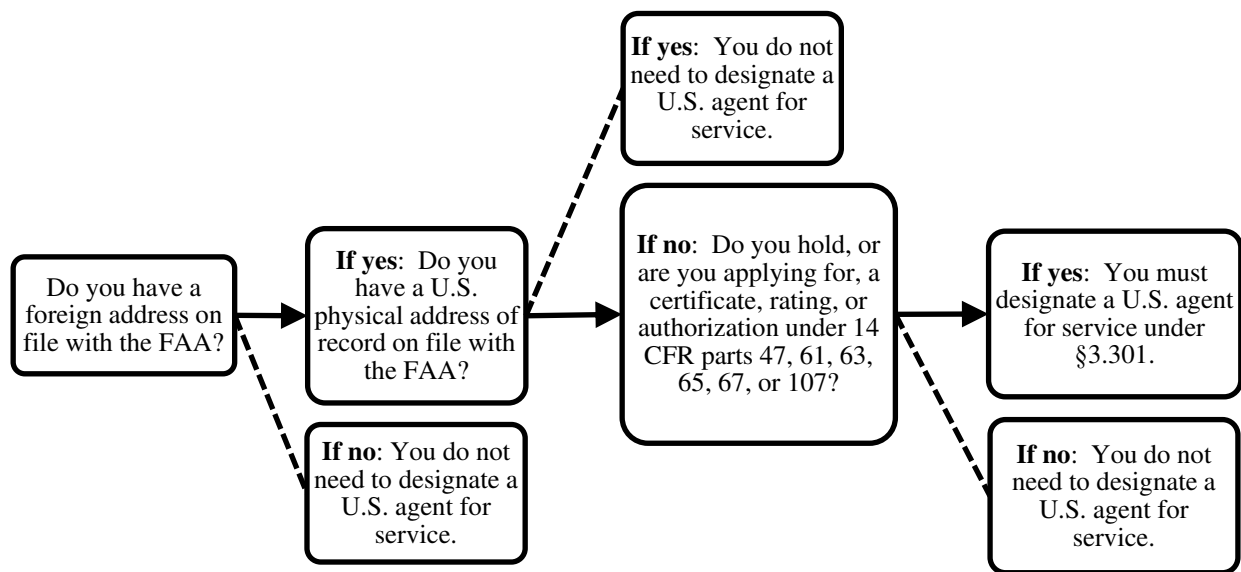 Do you have a
foreign address on
file with the FAA?
If yes: Do you
have a U.S.
physical address of
record on file with
the FAA?
If no: You do not
need to designate a
U.S. agent for
service.
If yes: You do not
need to designate a
U.S. agent for
service.
If no: Do you hold, or
are you applying for, a
certificate, rating, or
authorization under 14
CFR parts 47, 61, 63,
65, 67, or 107?
If yes: You must
designate a U.S. agent
for service under
§3.301.
If no: You do not
need to designate a
U.S. agent for
service.